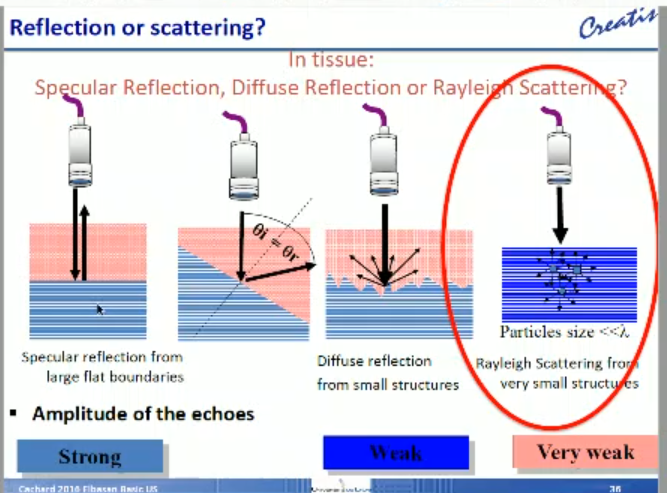 Reflection or scattering?
Creatis
In tissue:
Specular Reflection, Diffuse Reflection or Rayleigh Scattering?
θi = θr
Particles size <<λ
Specular reflection from
large flat boundaries
Diffuse reflection
from small structures
Rayleigh Scattering from
very small structures
▪ Amplitude of the echoes
Strong
Weak
Very weak
Cachard 2016 Elbasan Basic US
36